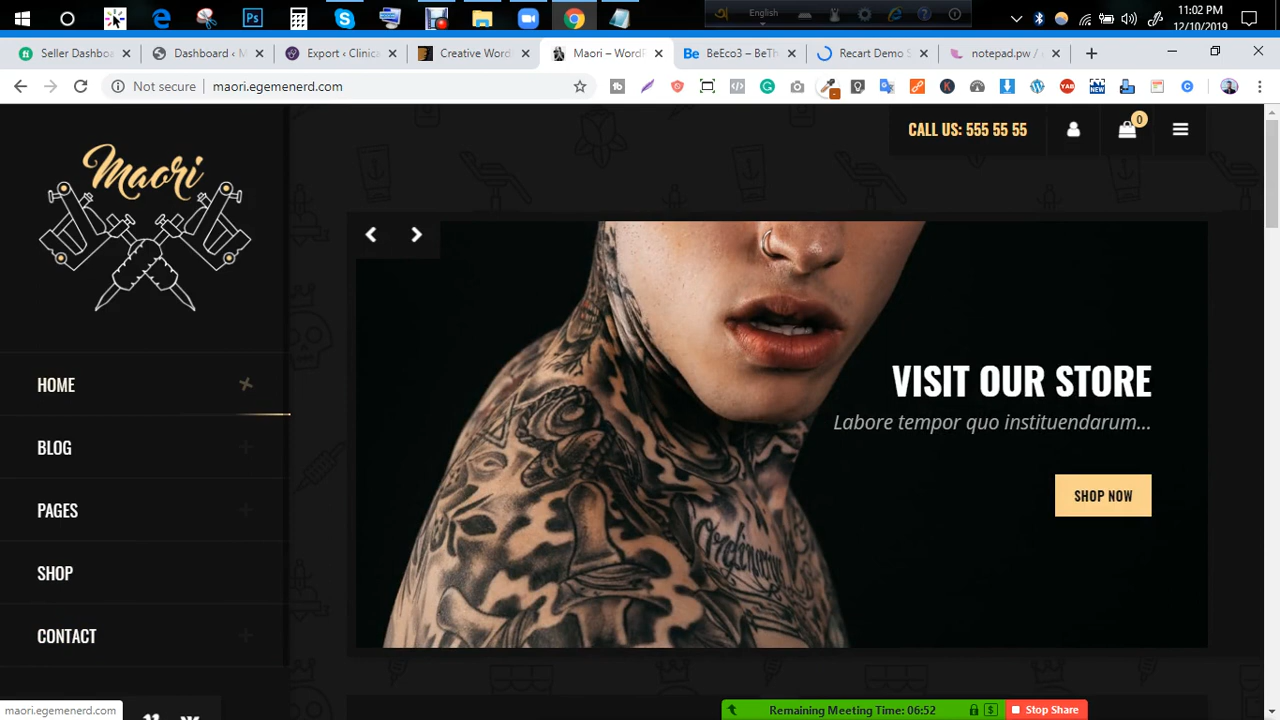 English
11:02 PM
12/10/2019
Seller Dashboa
Dashboard ‹ M
Export ‹ Clinica
Creative Word
Maori – WordP
BeEco3 – BeTh
Recart Demo S
notepad.pw /
Not secure
maori.egemenerd.com
Maori
CALL US: 555 55 55
0
HOME
BLOG
PAGES
SHOP
CONTACT
VISIT OUR STORE
Labore tempor quo instituendarum...
SHOP NOW
maori.egemenerd.com
Remaining Meeting Time: 06:52
Stop Share